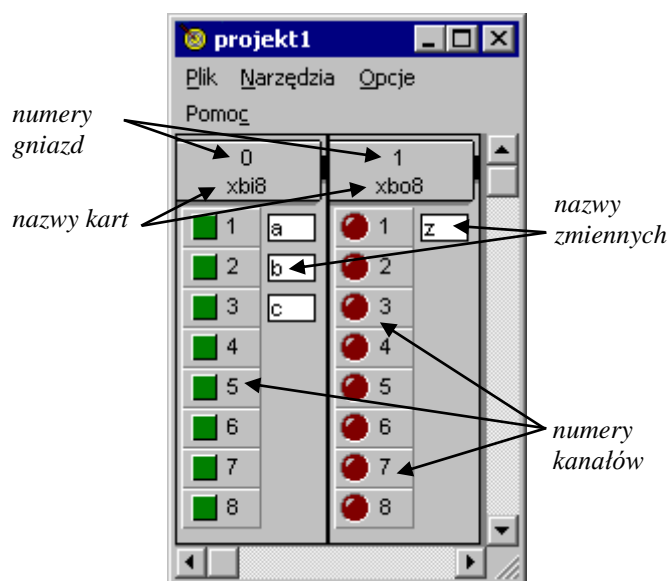 projekt1
Plik Narzędzia Opcje
Pomoc
numery
gniazd
0 1
xbi8 xbo8
nazwy kart
nazwy
zmiennych
1 a 1 z
2 b 2
3 c 3
4 4
5 5
6 6
7 7
8 8
numery
kanałów